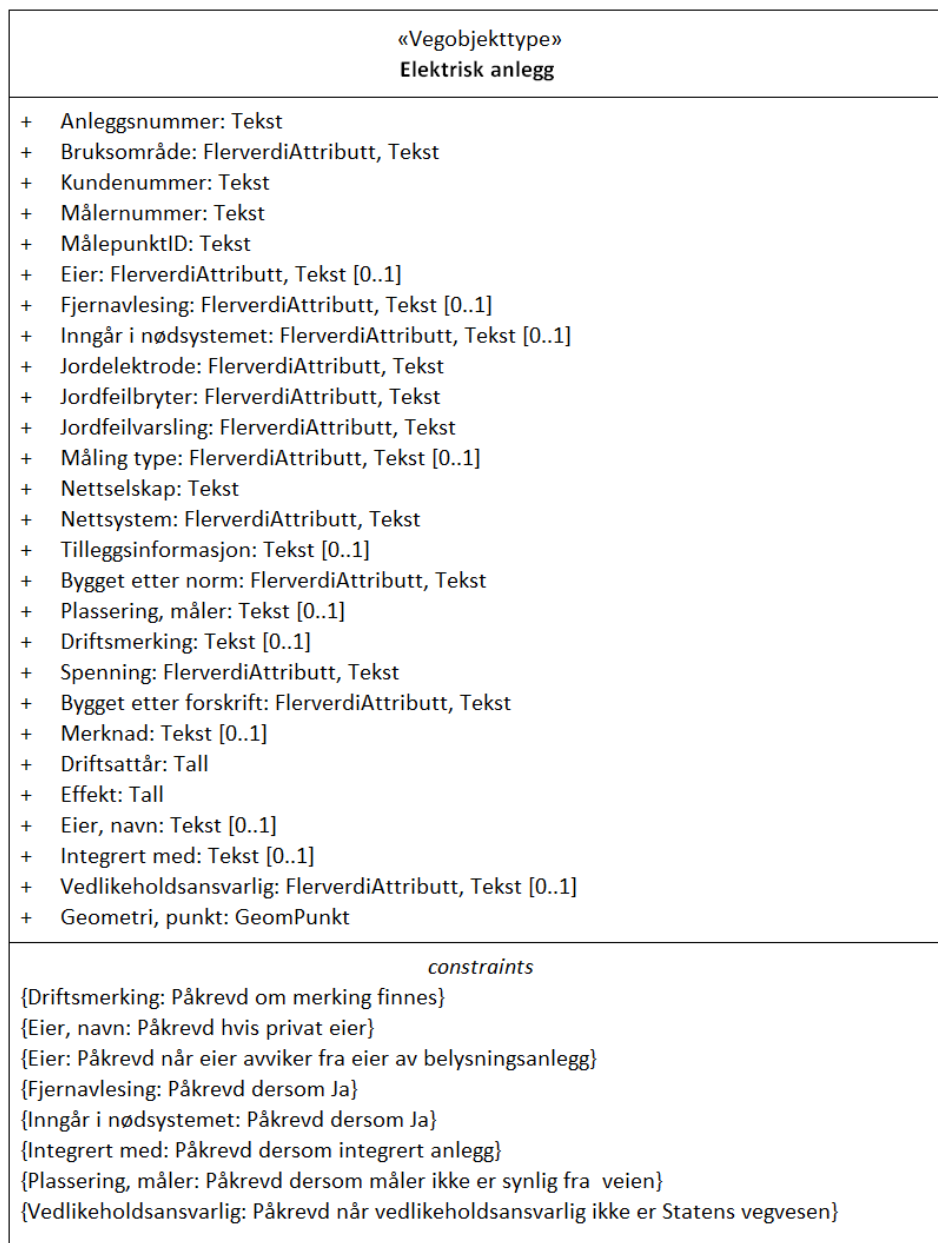 «Vegobjekttype»
Elektrisk anlegg
+ Anleggsnummer: Tekst
+ Bruksområde: FlerverdiAttributt, Tekst
+ Kundenummer: Tekst
+ Målernummer: Tekst
+ MålepunktID: Tekst
+ Eier: FlerverdiAttributt, Tekst [0..1]
+ Fjernavlesing: FlerverdiAttributt, Tekst [0..1]
+ Inngår i nødsystemet: FlerverdiAttributt, Tekst [0..1]
+ Jordelektrode: FlerverdiAttributt, Tekst
+ Jordfeilbryter: FlerverdiAttributt, Tekst
+ Jordfeilvarsling: FlerverdiAttributt, Tekst
+ Måling type: FlerverdiAttributt, Tekst [0..1]
+ Nettselskap: Tekst
+ Nettsystem: FlerverdiAttributt, Tekst
+ Tilleggsinformasjon: Tekst [0..1]
+ Bygget etter norm: FlerverdiAttributt, Tekst
+ Plassering, måler: Tekst [0..1]
+ Driftsmerking: Tekst [0..1]
+ Spenning: FlerverdiAttributt, Tekst
+ Bygget etter forskrift: FlerverdiAttributt, Tekst
+ Merknad: Tekst [0..1]
+ Driftsattår: Tall
+ Effekt: Tall
+ Eier, navn: Tekst [0..1]
+ Integrert med: Tekst [0..1]
+ Vedlikeholdsansvarlig: FlerverdiAttributt, Tekst [0..1]
+ Geometri, punkt: GeomPunkt
constraints
{Driftsmerking: Påkrevd om merking finnes}
{Eier, navn: Påkrevd hvis privat eier}
{Eier: Påkrevd når eier avviker fra eier av belysningsanlegg}
{Fjernavlesing: Påkrevd dersom Ja}
{Inngår i nødsystemet: Påkrevd dersom Ja}
{Integrert med: Påkrevd dersom integrert anlegg}
{Plassering, måler: Påkrevd dersom måler ikke er synlig fra  veien}
{Vedlikeholdsansvarlig: Påkrevd når vedlikeholdsansvarlig ikke er Statens vegvesen}